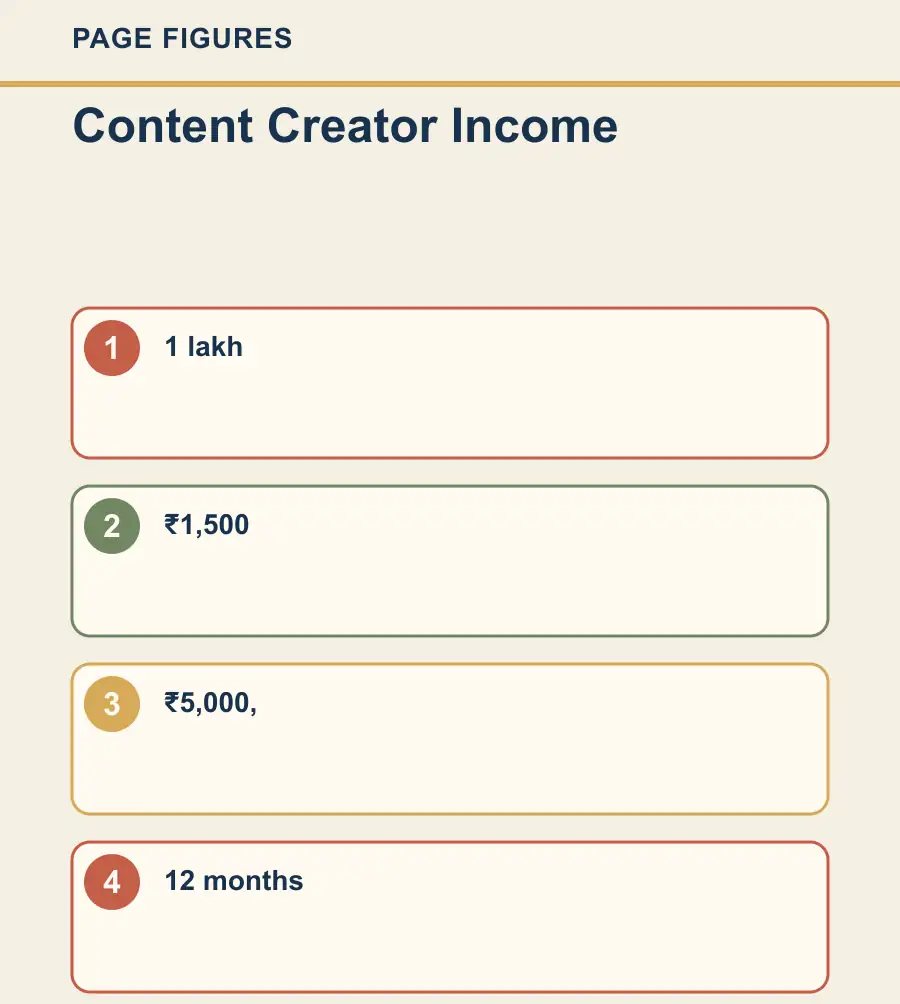 PAGE FIGURES
Content Creator Income
1
1 lakh
2
₹1,500
3
₹5,000,
4
12 months